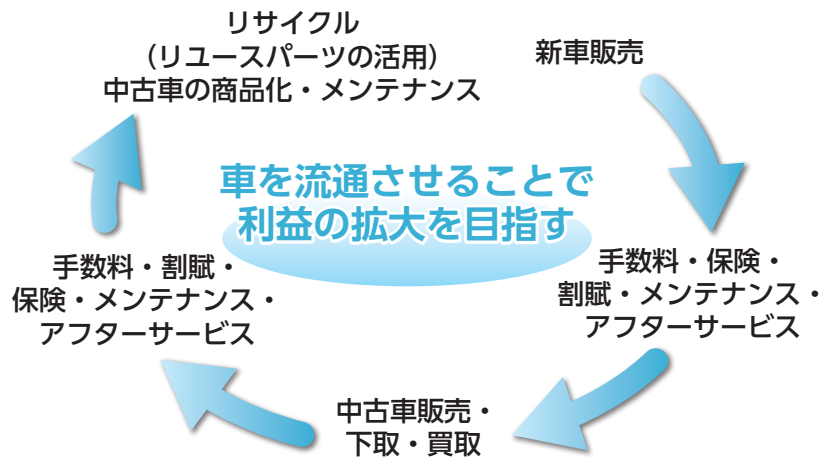 リサイクル
（リユースパーツの活用）
中古車の商品化・メンテナンス
新車販売
車を流通させることで
利益の拡大を目指す
手数料・保険・
割賦・メンテナンス・
アフターサービス
中古車販売・
下取・買取
手数料・割賦・
保険・メンテナンス・
アフターサービス